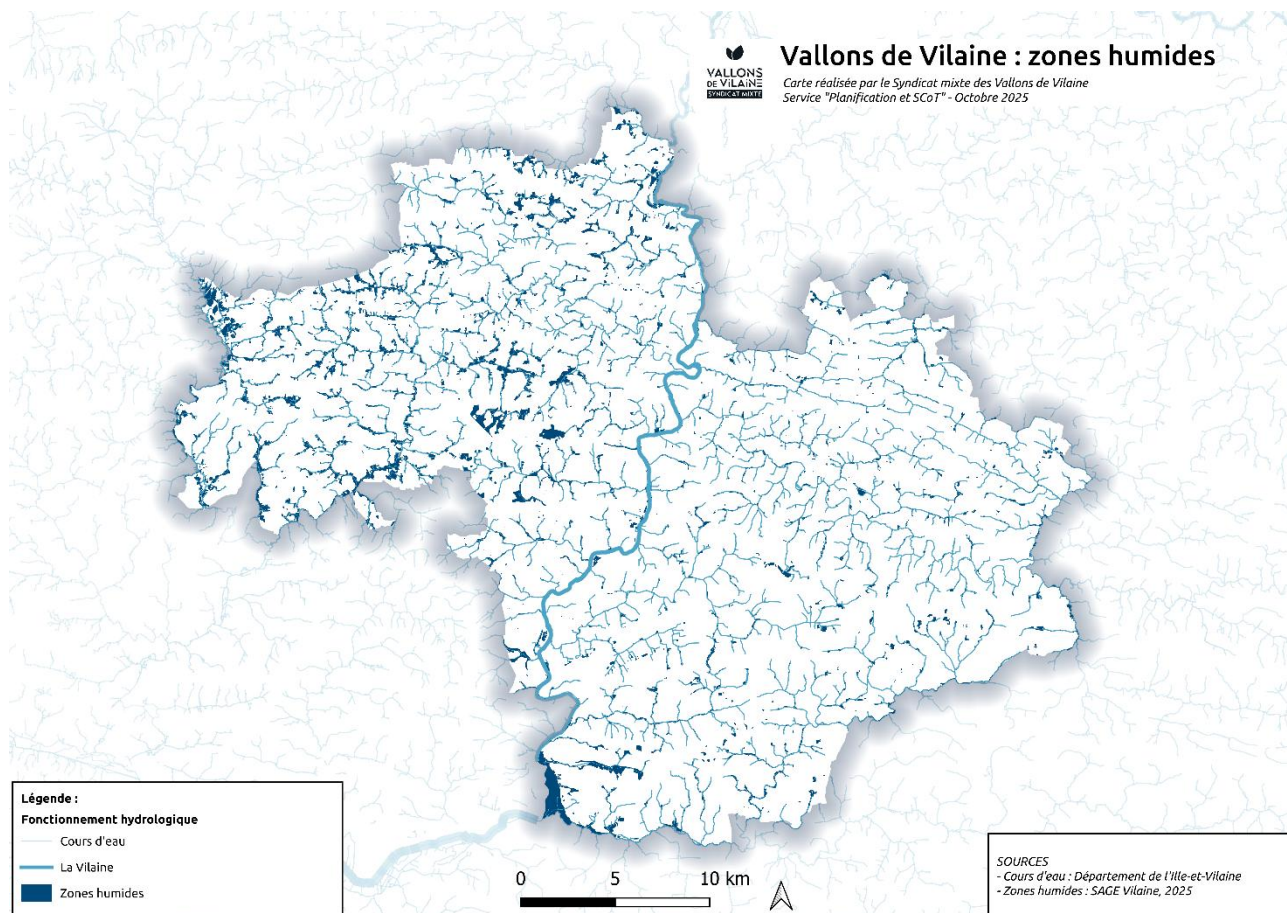 VALLONS
DE VILAINE
SYNDICAT MIXTE
Vallons de Vilaine : zones humides
Carte réalisée par le Syndicat mixte des Vallons de Vilaine
Service "Planification et SCoT" - Octobre 2025
Légende :
Fonctionnement hydrologique
Cours d'eau
La Vilaine
Zones humides
0 5 10 km
SOURCES
- Cours d'eau : Département de l'Ille-et-Vilaine
- Zones humides : SAGE Vilaine, 2025